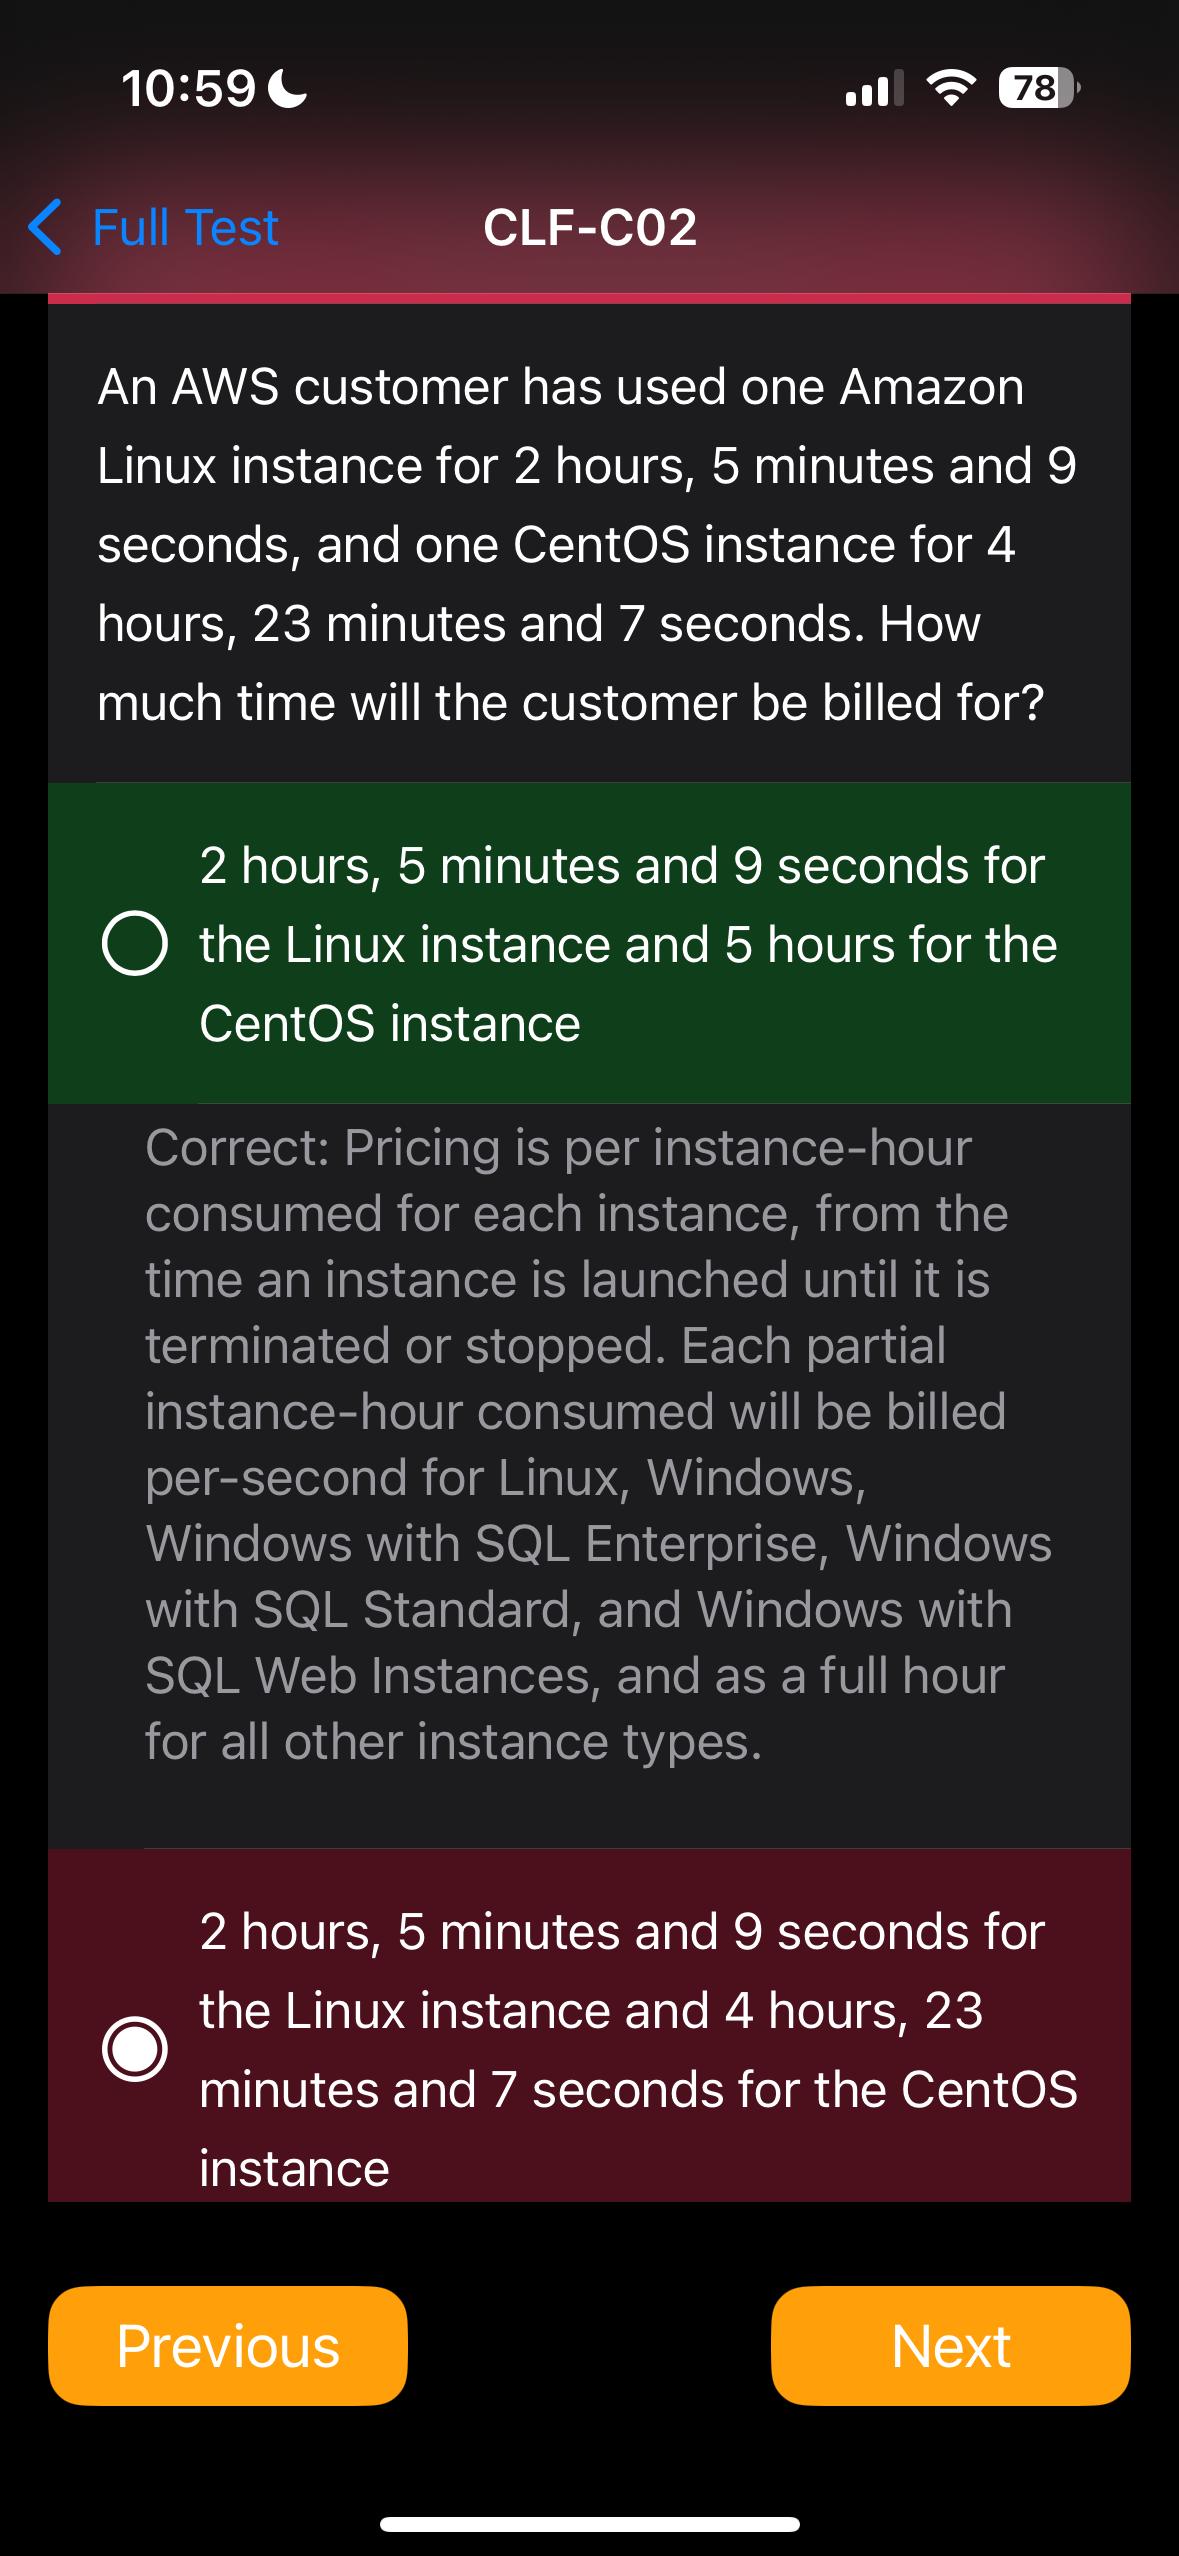 10:59
78
Full Test
CLF-C02
An AWS customer has used one Amazon
Linux instance for 2 hours, 5 minutes and 9
seconds, and one CentOS instance for 4
hours, 23 minutes and 7 seconds. How
much time will the customer be billed for?
2 hours, 5 minutes and 9 seconds for
the Linux instance and 5 hours for the
CentOS instance
Correct: Pricing is per instance-hour
consumed for each instance, from the
time an instance is launched until it is
terminated or stopped. Each partial
instance-hour consumed will be billed
per-second for Linux, Windows,
Windows with SQL Enterprise, Windows
with SQL Standard, and Windows with
SQL Web Instances, and as a full hour
for all other instance types.
2 hours, 5 minutes and 9 seconds for
the Linux instance and 4 hours, 23
minutes and 7 seconds for the CentOS
instance
Previous
Next